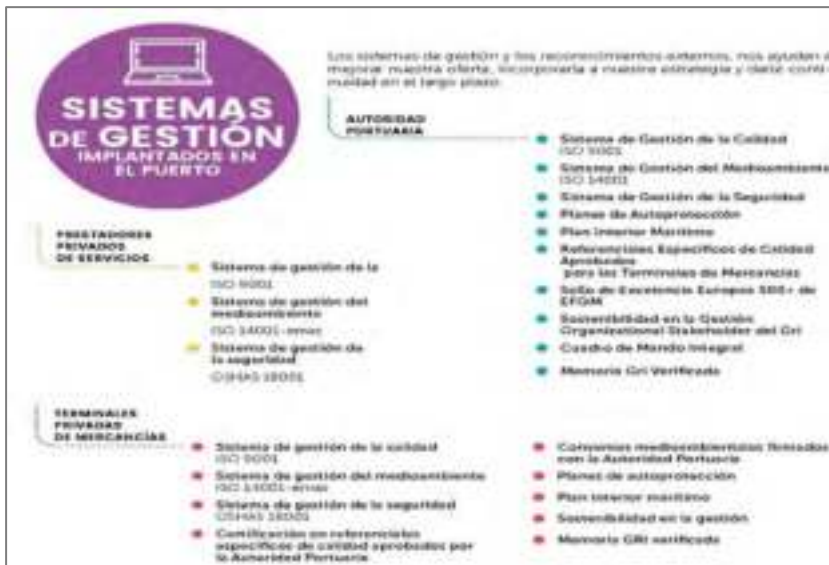 SISTEMAS
DE GESTIÓN
IMPLANTADOS EN
EL PUERTO
Los sistemas de gestión y los reconocimientos externos, nos ayudan a
mejorar nuestra oferta, incorporarla a nuestra estrategia y darle conti
nuidad en el largo plazo.
AUTORIDAD
PORTUARIA
Sistema de Gestión de la Calidad
ISO 9001
Sistema de Gestión del Medioambiente
ISO 14001
Sistema de Gestión de la Seguridad
Planes de Autoprotección
Plan Interior Marítimo
Referenciales Específicos de Calidad
Aprobados
para las Terminales de Mercancías
Sello de Excelencia Europea 500+ de
EFQM
Sostenibilidad en la Gestión
Organizational Stakeholder del Gri
Cuadro de Mando Integral
Memoria Gri Verificada
PRESTADORES
PRIVADOS
DE SERVICIOS
Sistema de gestión de la
ISO 9001
Sistema de gestión del
medioambiente
ISO 14001-emas
Sistema de gestión de
la seguridad
OSHAS 18001
TERMINALES
PRIVADAS
DE MERCANCÍAS
Sistema de gestión de la calidad
ISO 9001
Sistema de gestión del medioambiente
ISO 14001-emas
Sistema de gestión de la seguridad
OSHAS 18001
Certificación en referenciales
específicos de calidad aprobados por
la Autoridad Portuaria
Convenios medioambientales firmados
con la Autoridad Portuaria
Planes de autoprotección
Plan interior marítimo
Sostenibilidad en la gestión
Memoria GRI verificada